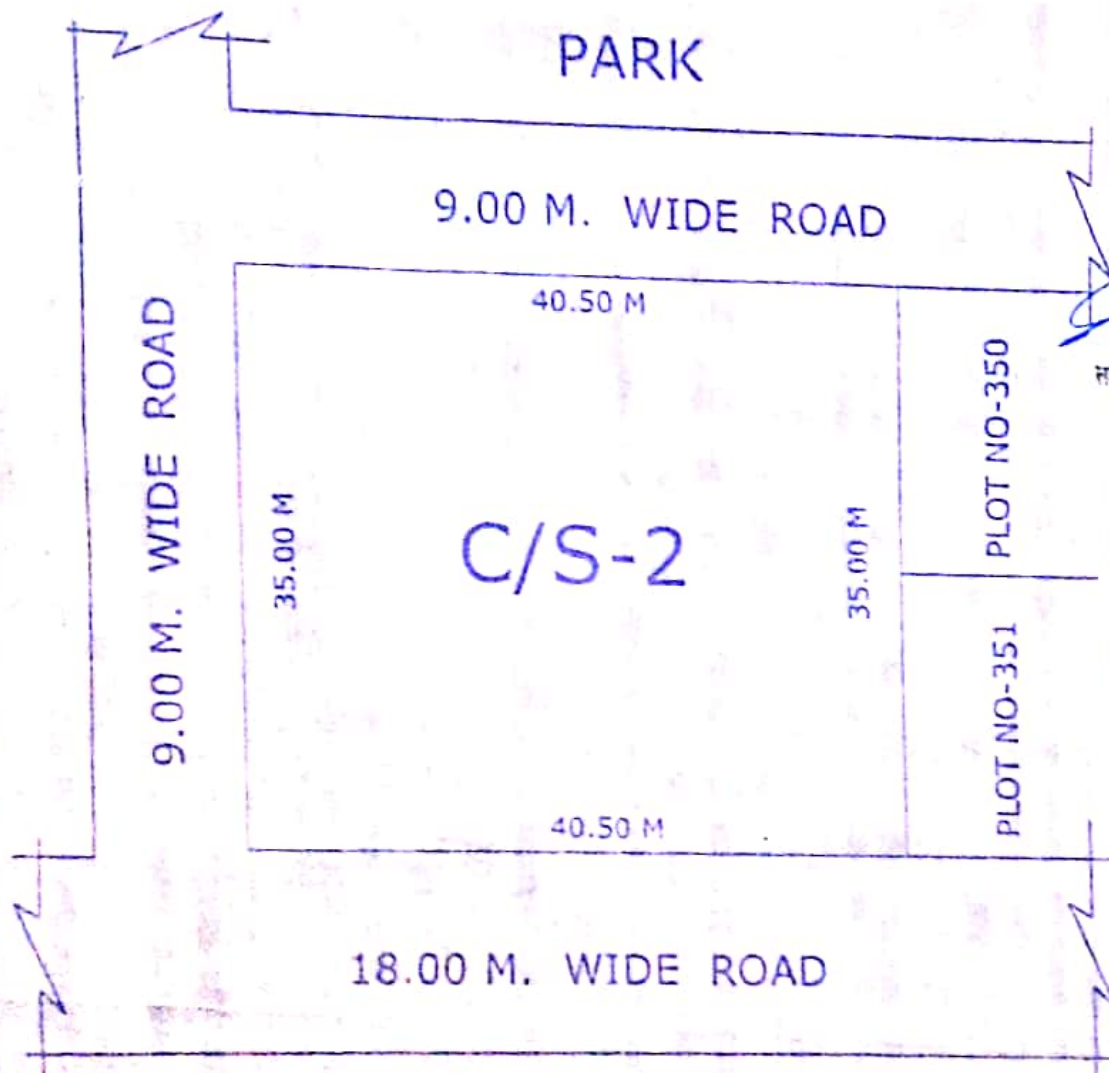 PARK
9.00 M. WIDE ROAD
40.50 M
9.00 M. WIDE ROAD
35.00 M
C/S-2
35.00 M
PLOT NO-350
PLOT NO-351
40.50 M
18.00 M. WIDE ROAD